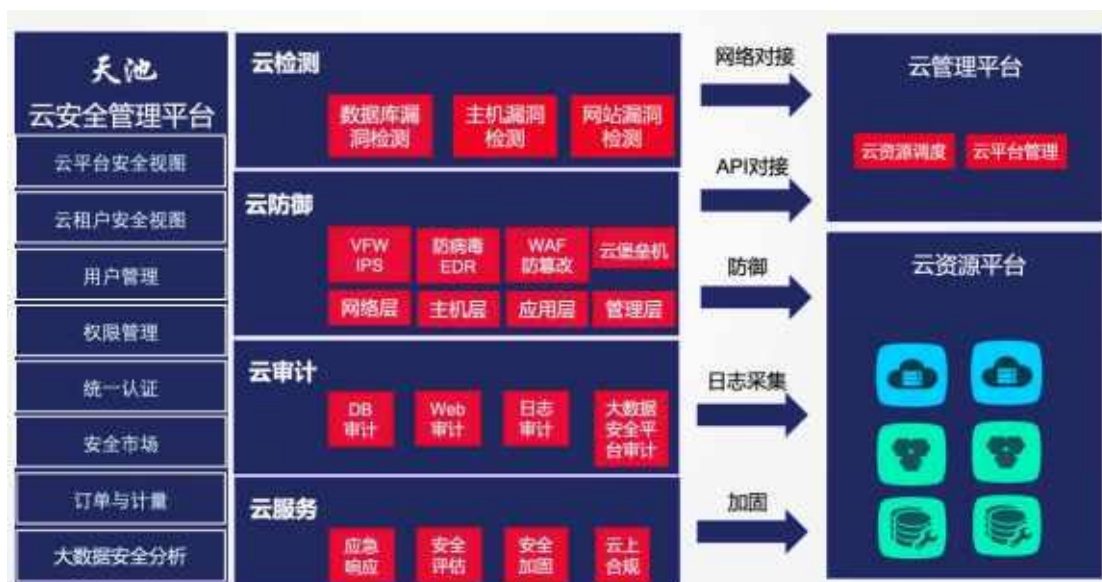 天池
云安全管理平台
云平台安全视图
云租户安全视图
用户管理
权限管理
统一认证
安全市场
订单与计量
大数据安全分析
云检测
数据库漏
洞检测
主机漏洞
检测
网站漏洞
检测
云防御
VFW
IPS
防病毒
EDR
WAF
防篡改
云堡垒机
网络层
主机层
应用层
管理层
云审计
DB
审计
Web
审计
日志
审计
大数据
安全平
台审计
云服务
应急
响应
安全
评估
安全
加固
云上
合规
网络对接
API对接
防御
日志采集
加固
云管理平台
云资源调度
云平台管理
云资源平台